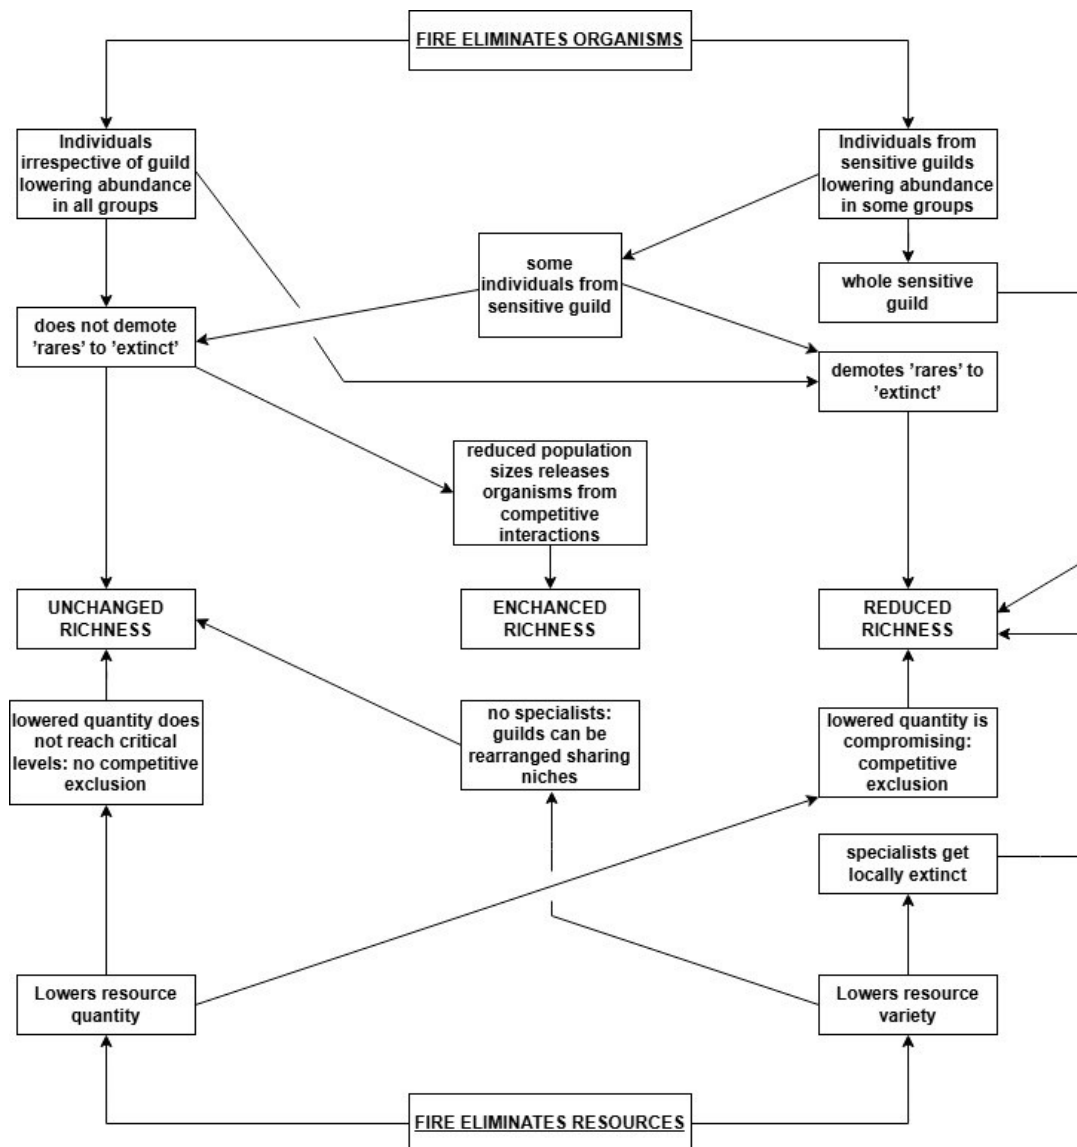 FIRE ELIMINATES ORGANISMS
Individuals
irrespective of guild
lowering abundance
in all groups
Individuals from
sensitive guilds
lowering abundance
in some groups
some
individuals from
sensitive guild
whole sensitive
guild
does not demote
’rares’ to ’extinct’
demotes ’rares’ to
’extinct’
reduced population
sizes releases
organisms from
competitive
interactions
UNCHANGED
RICHNESS
ENCHANCED
RICHNESS
REDUCED
RICHNESS
lowered quantity does
not reach critical
levels: no competitive
exclusion
no specialists:
guilds can be
rearranged sharing
niches
lowered quantity is
compromising:
competitive
exclusion
specialists get
locally extinct
Lowers resource
quantity
Lowers resource
variety
FIRE ELIMINATES RESOURCES